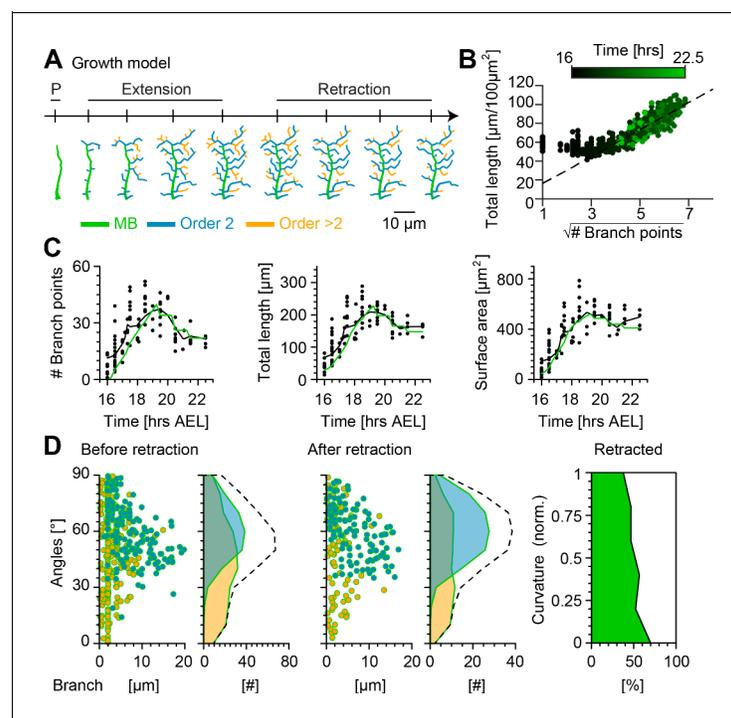 A Growth model
P Extension Retraction
MB Order 2 Order >2 10 µm
B Time [hrs]
16 22.5
Total length [µm/100µm²]
120
100
80
60
40
20
0
1 3 5 7
√# Branch points
C
# Branch points
60
30
0
16 18 20 22
Time [hrs AEL]
Total length [µm]
300
200
100
0
16 18 20 22
Time [hrs AEL]
Surface area [µm²]
800
400
0
16 18 20 22
Time [hrs AEL]
D Before retraction After retraction Retracted
Angles [°]
90
60
30
0
0 10 20
0 40 80
0 10 20
0 20 40
Curvature (norm.)
1
0.75
0.5
0.25
0
0 50 100
Branch [µm] [#] [µm] [#] [%]